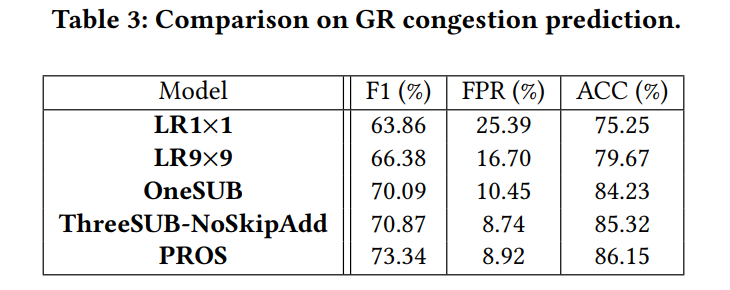 Table 3: Comparison on GR congestion prediction.
Model F1 (%) FPR (%) ACC (%)
LR1×1 63.86 25.39 75.25
LR9×9 66.38 16.70 79.67
OneSUB 70.09 10.45 84.23
ThreeSUB-NoSkipAdd 70.87 8.74 85.32
PROS 73.34 8.92 86.15